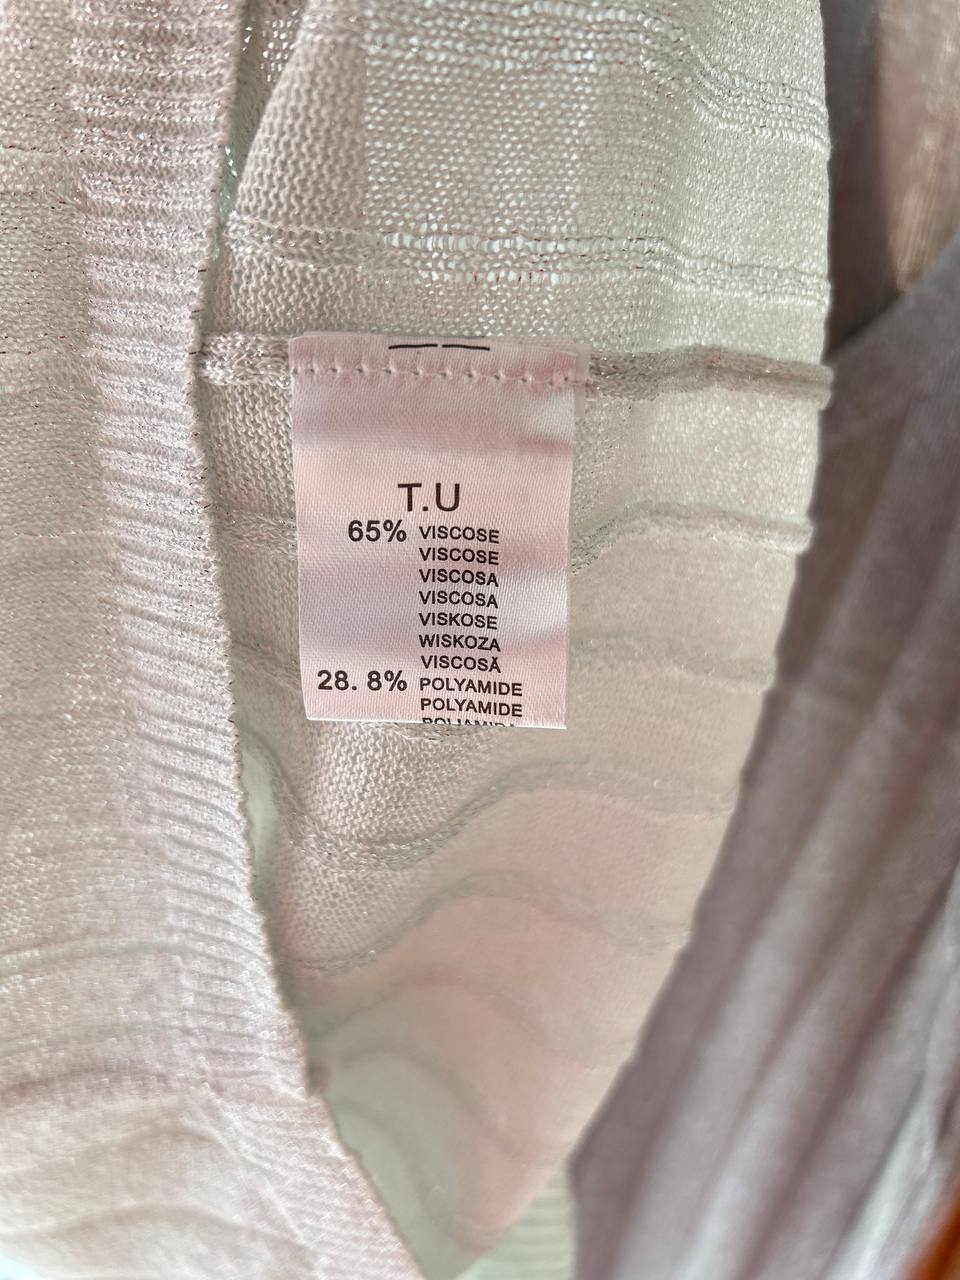 T.U
65% VISCOSE
VISCOSE
VISCOSA
VISCOSA
VISKOSE
WISKOZA
VISCOSĂ
28. 8% POLYAMIDE
POLYAMIDE